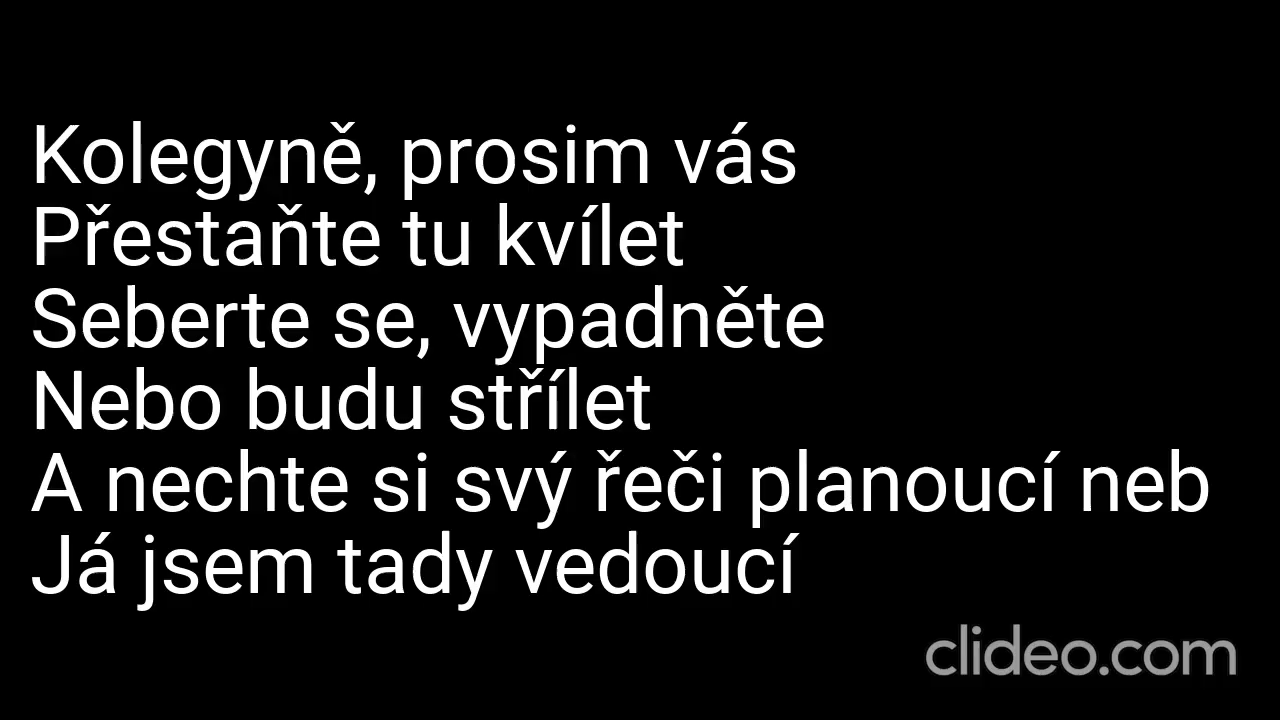 Kolegyně, prosim vás
Přestaňte tu kvílet
Seberte se, vypadněte
Nebo budu střílet
A nechte si svý řeči planoucí neb
Já jsem tady vedoucí
clideo.com